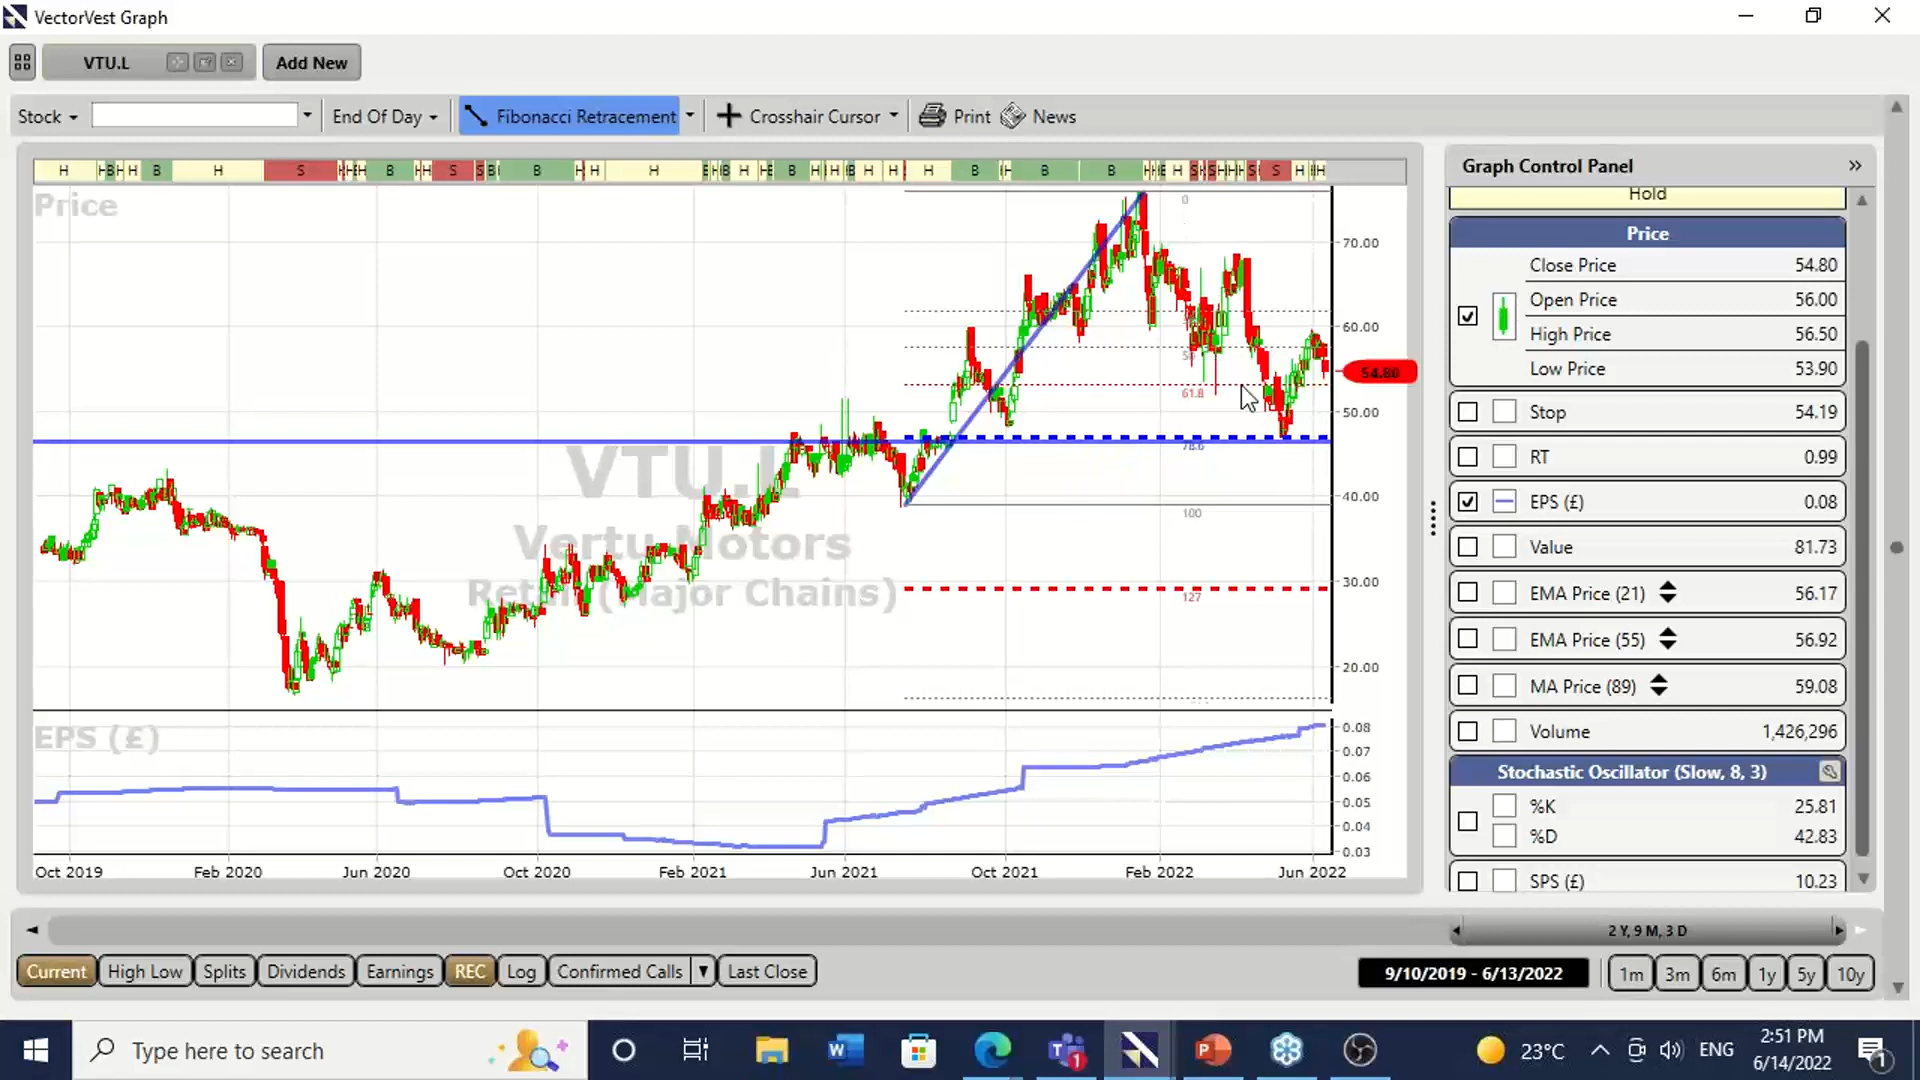 VectorVest Graph
VTU.L
Add New
Stock
End Of Day
Fibonacci Retracement
Crosshair Cursor
Print
News
H H B H H B H S H H H B H S S B B H H H H B H B H H B H H H B H H H H B H B B H H H S S H H H H S S H H H
Price
0
50
61.8
78.6
100
127
70.00
60.00
54.80
50.00
40.00
30.00
20.00
VTU.L
Vertu Motors
Retail (Major Chains)
EPS (£)
0.08
0.07
0.06
0.05
0.04
0.03
Oct 2019
Feb 2020
Jun 2020
Oct 2020
Feb 2021
Jun 2021
Oct 2021
Feb 2022
Jun 2022
Graph Control Panel
Hold
Price
Close Price 54.80
Open Price 56.00
High Price 56.50
Low Price 53.90
Stop 54.19
RT 0.99
EPS (£) 0.08
Value 81.73
EMA Price (21) 56.17
EMA Price (55) 56.92
MA Price (89) 59.08
Volume 1,426,296
Stochastic Oscillator (Slow, 8, 3)
%K 25.81
%D 42.83
SPS (£) 10.23
2 Y, 9 M, 3 D
Current
High Low
Splits
Dividends
Earnings
REC
Log
Confirmed Calls
Last Close
9/10/2019 - 6/13/2022
1m
3m
6m
1y
5y
10y
Type here to search
1
23°C
ENG
2:51 PM
6/14/2022
1